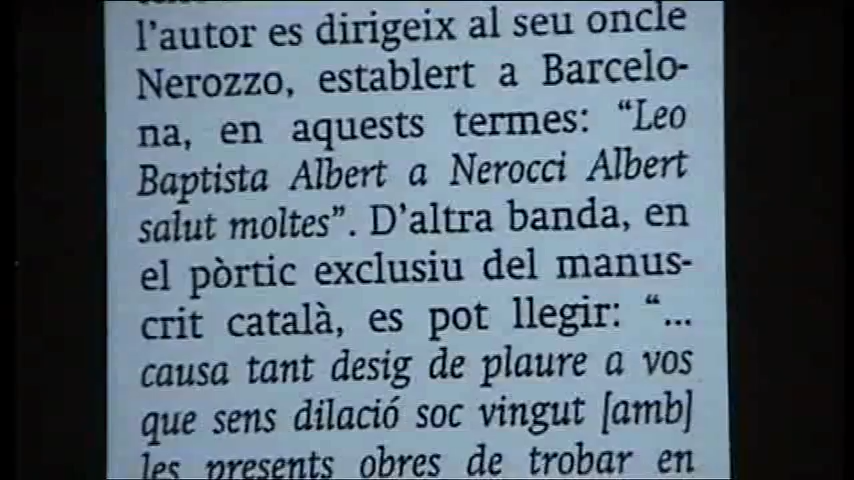 l'autor es dirigeix al seu oncle
Nerozzo, establert a Barcelo-
na, en aquests termes: “Leo
Baptista Albert a Nerocci Albert
salut moltes”. D'altra banda, en
el pòrtic exclusiu del manus-
crit català, es pot llegir: “...
causa tant desig de plaure a vos
que sens dilació soc vingut [amb]
les presents obres de trobar en